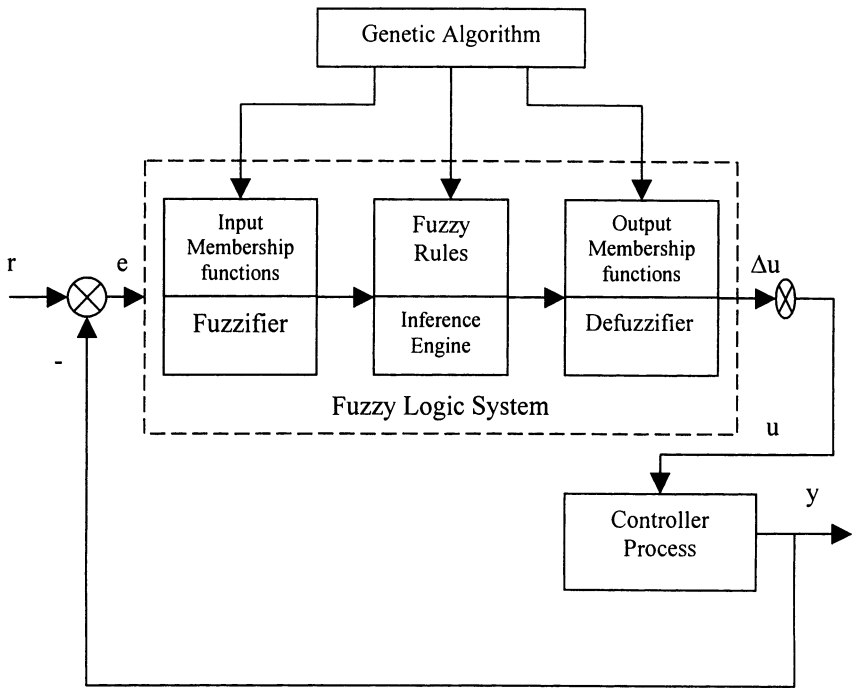 Genetic Algorithm
Input
Membership
functions
Fuzzifier
Fuzzy
Rules
Inference
Engine
Output
Membership
functions
Defuzzifier
r
e
-
Δu
Fuzzy Logic System
u
Controller
Process
y